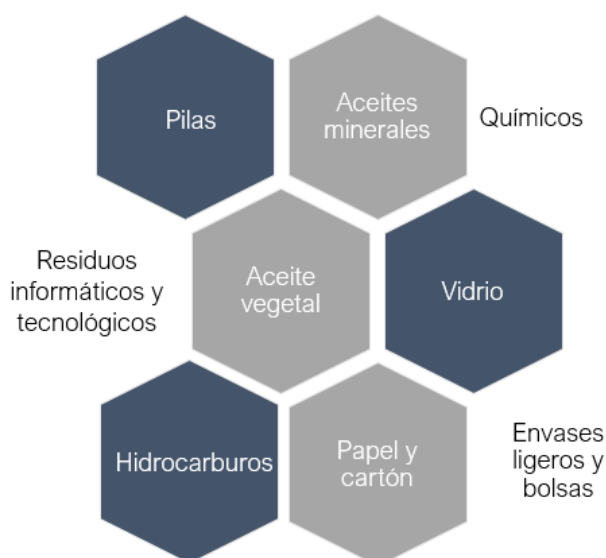 Pilas
Aceites
minerales
Químicos
Residuos
informáticos y
tecnológicos
Aceite
vegetal
Vidrio
Hidrocarburos
Papel y
cartón
Envases
ligeros y
bolsas